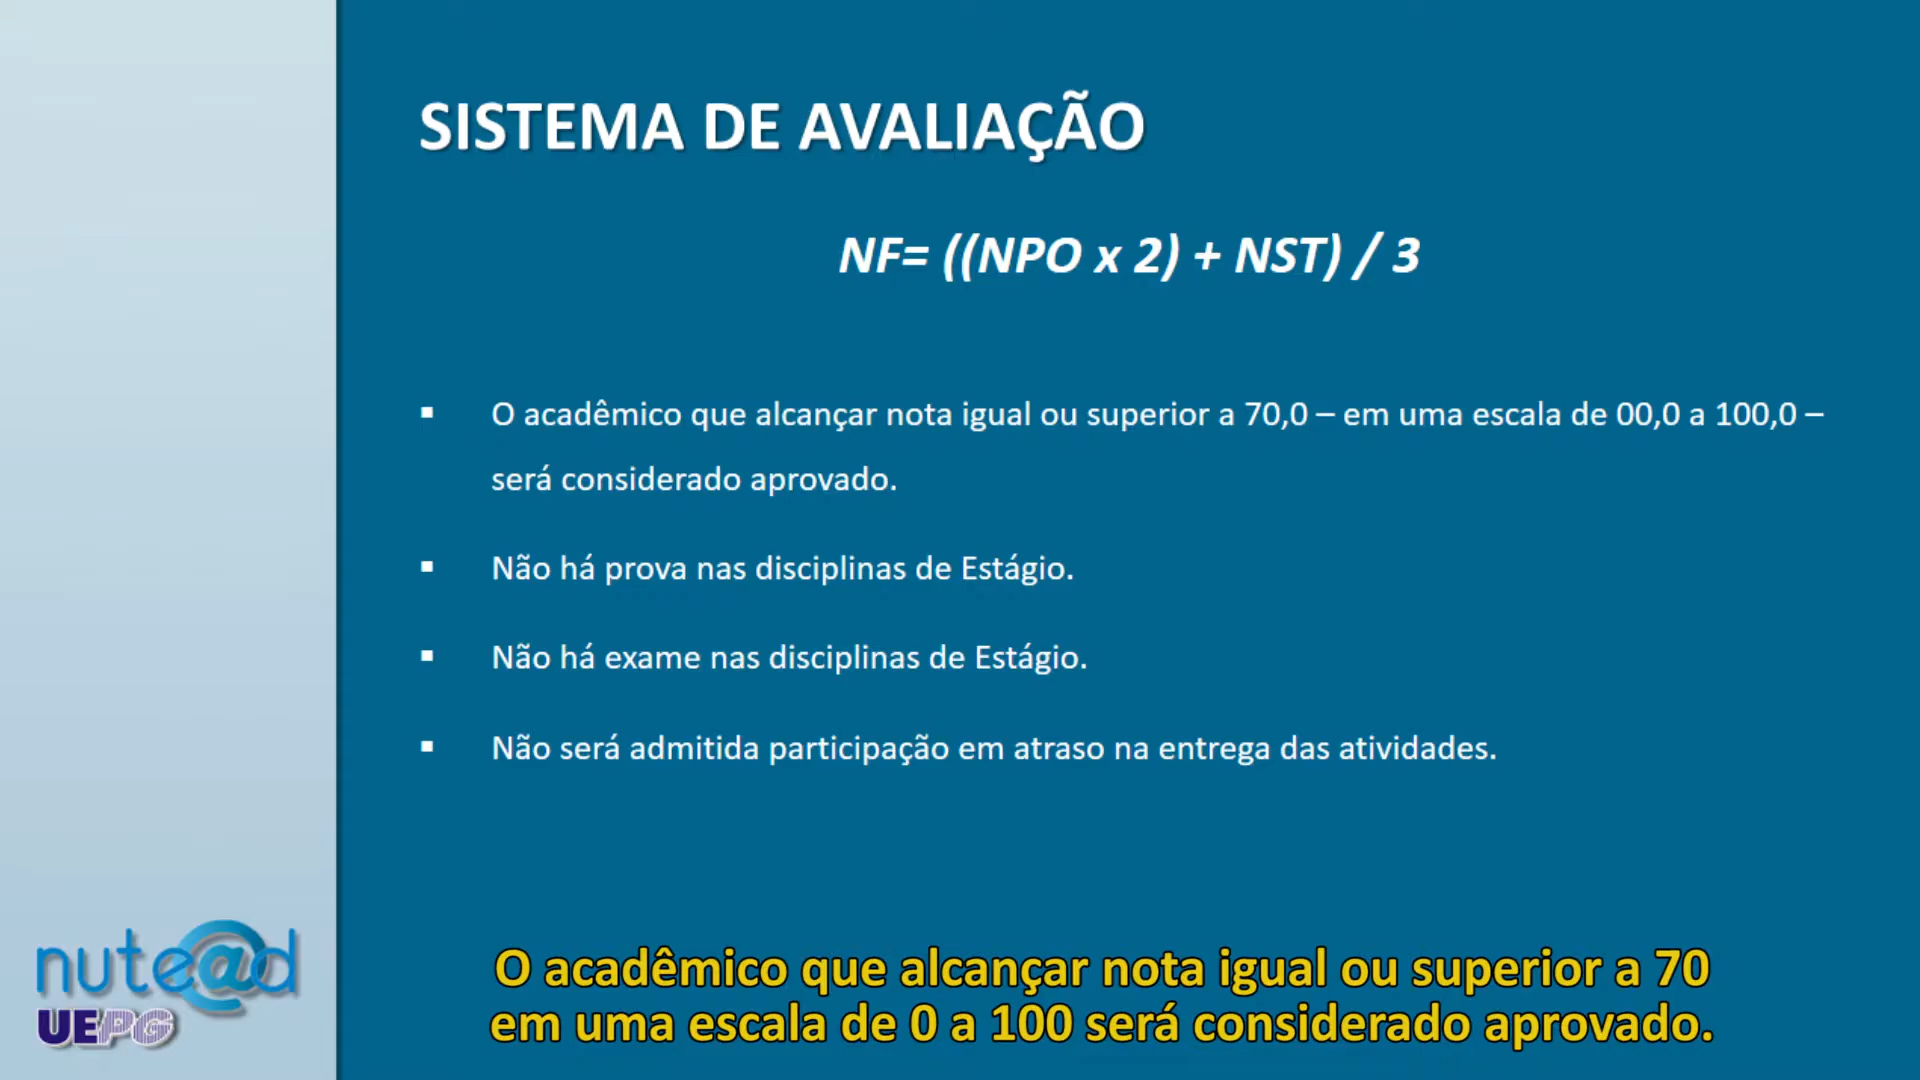 SISTEMA DE AVALIAÇÃO
NF= ((NPO x 2) + NST) / 3
▪ O acadêmico que alcançar nota igual ou superior a 70,0 – em uma escala de 00,0 a 100,0 –
será considerado aprovado.
▪ Não há prova nas disciplinas de Estágio.
▪ Não há exame nas disciplinas de Estágio.
▪ Não será admitida participação em atraso na entrega das atividades.
nute@d
UEPG
O acadêmico que alcançar nota igual ou superior a 70
em uma escala de 0 a 100 será considerado aprovado.